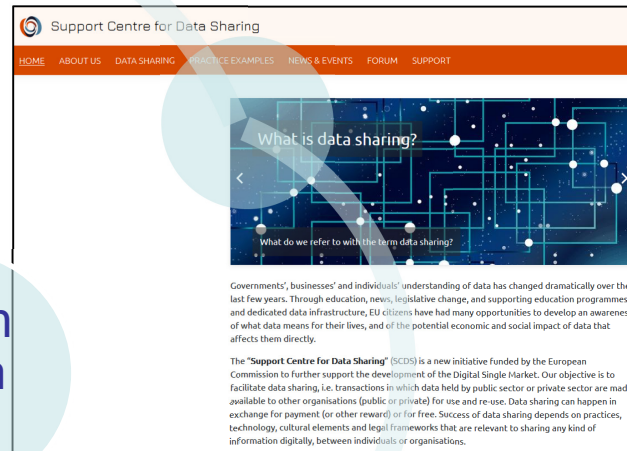 Support Centre for Data Sharing
HOME ABOUT US DATA SHARING PRACTICE EXAMPLES NEWS & EVENTS FORUM SUPPORT
What is data sharing?
What do we refer to with the term data sharing?
Governments', businesses' and individuals' understanding of data has changed dramatically over the
last few years. Through education, news, legislative change, and supporting education programmes
and dedicated data infrastructure, EU citizens have had many opportunities to develop an awarenes
of what data means for their lives, and of the potential economic and social impact of data that
affects them directly.
The "Support Centre for Data Sharing" (SCDS) is a new initiative funded by the European
Commission to further support the development of the Digital Single Market. Our objective is to
facilitate data sharing, i.e. transactions in which data held by public sector or private sector are mad
available to other organisations (public or private) for use and re-use. Data sharing can happen in
exchange for payment (or other reward) or for free. Success of data sharing depends on practices,
technology, cultural elements and legal frameworks that are relevant to sharing any kind of
information digitally, between individuals or organisations.